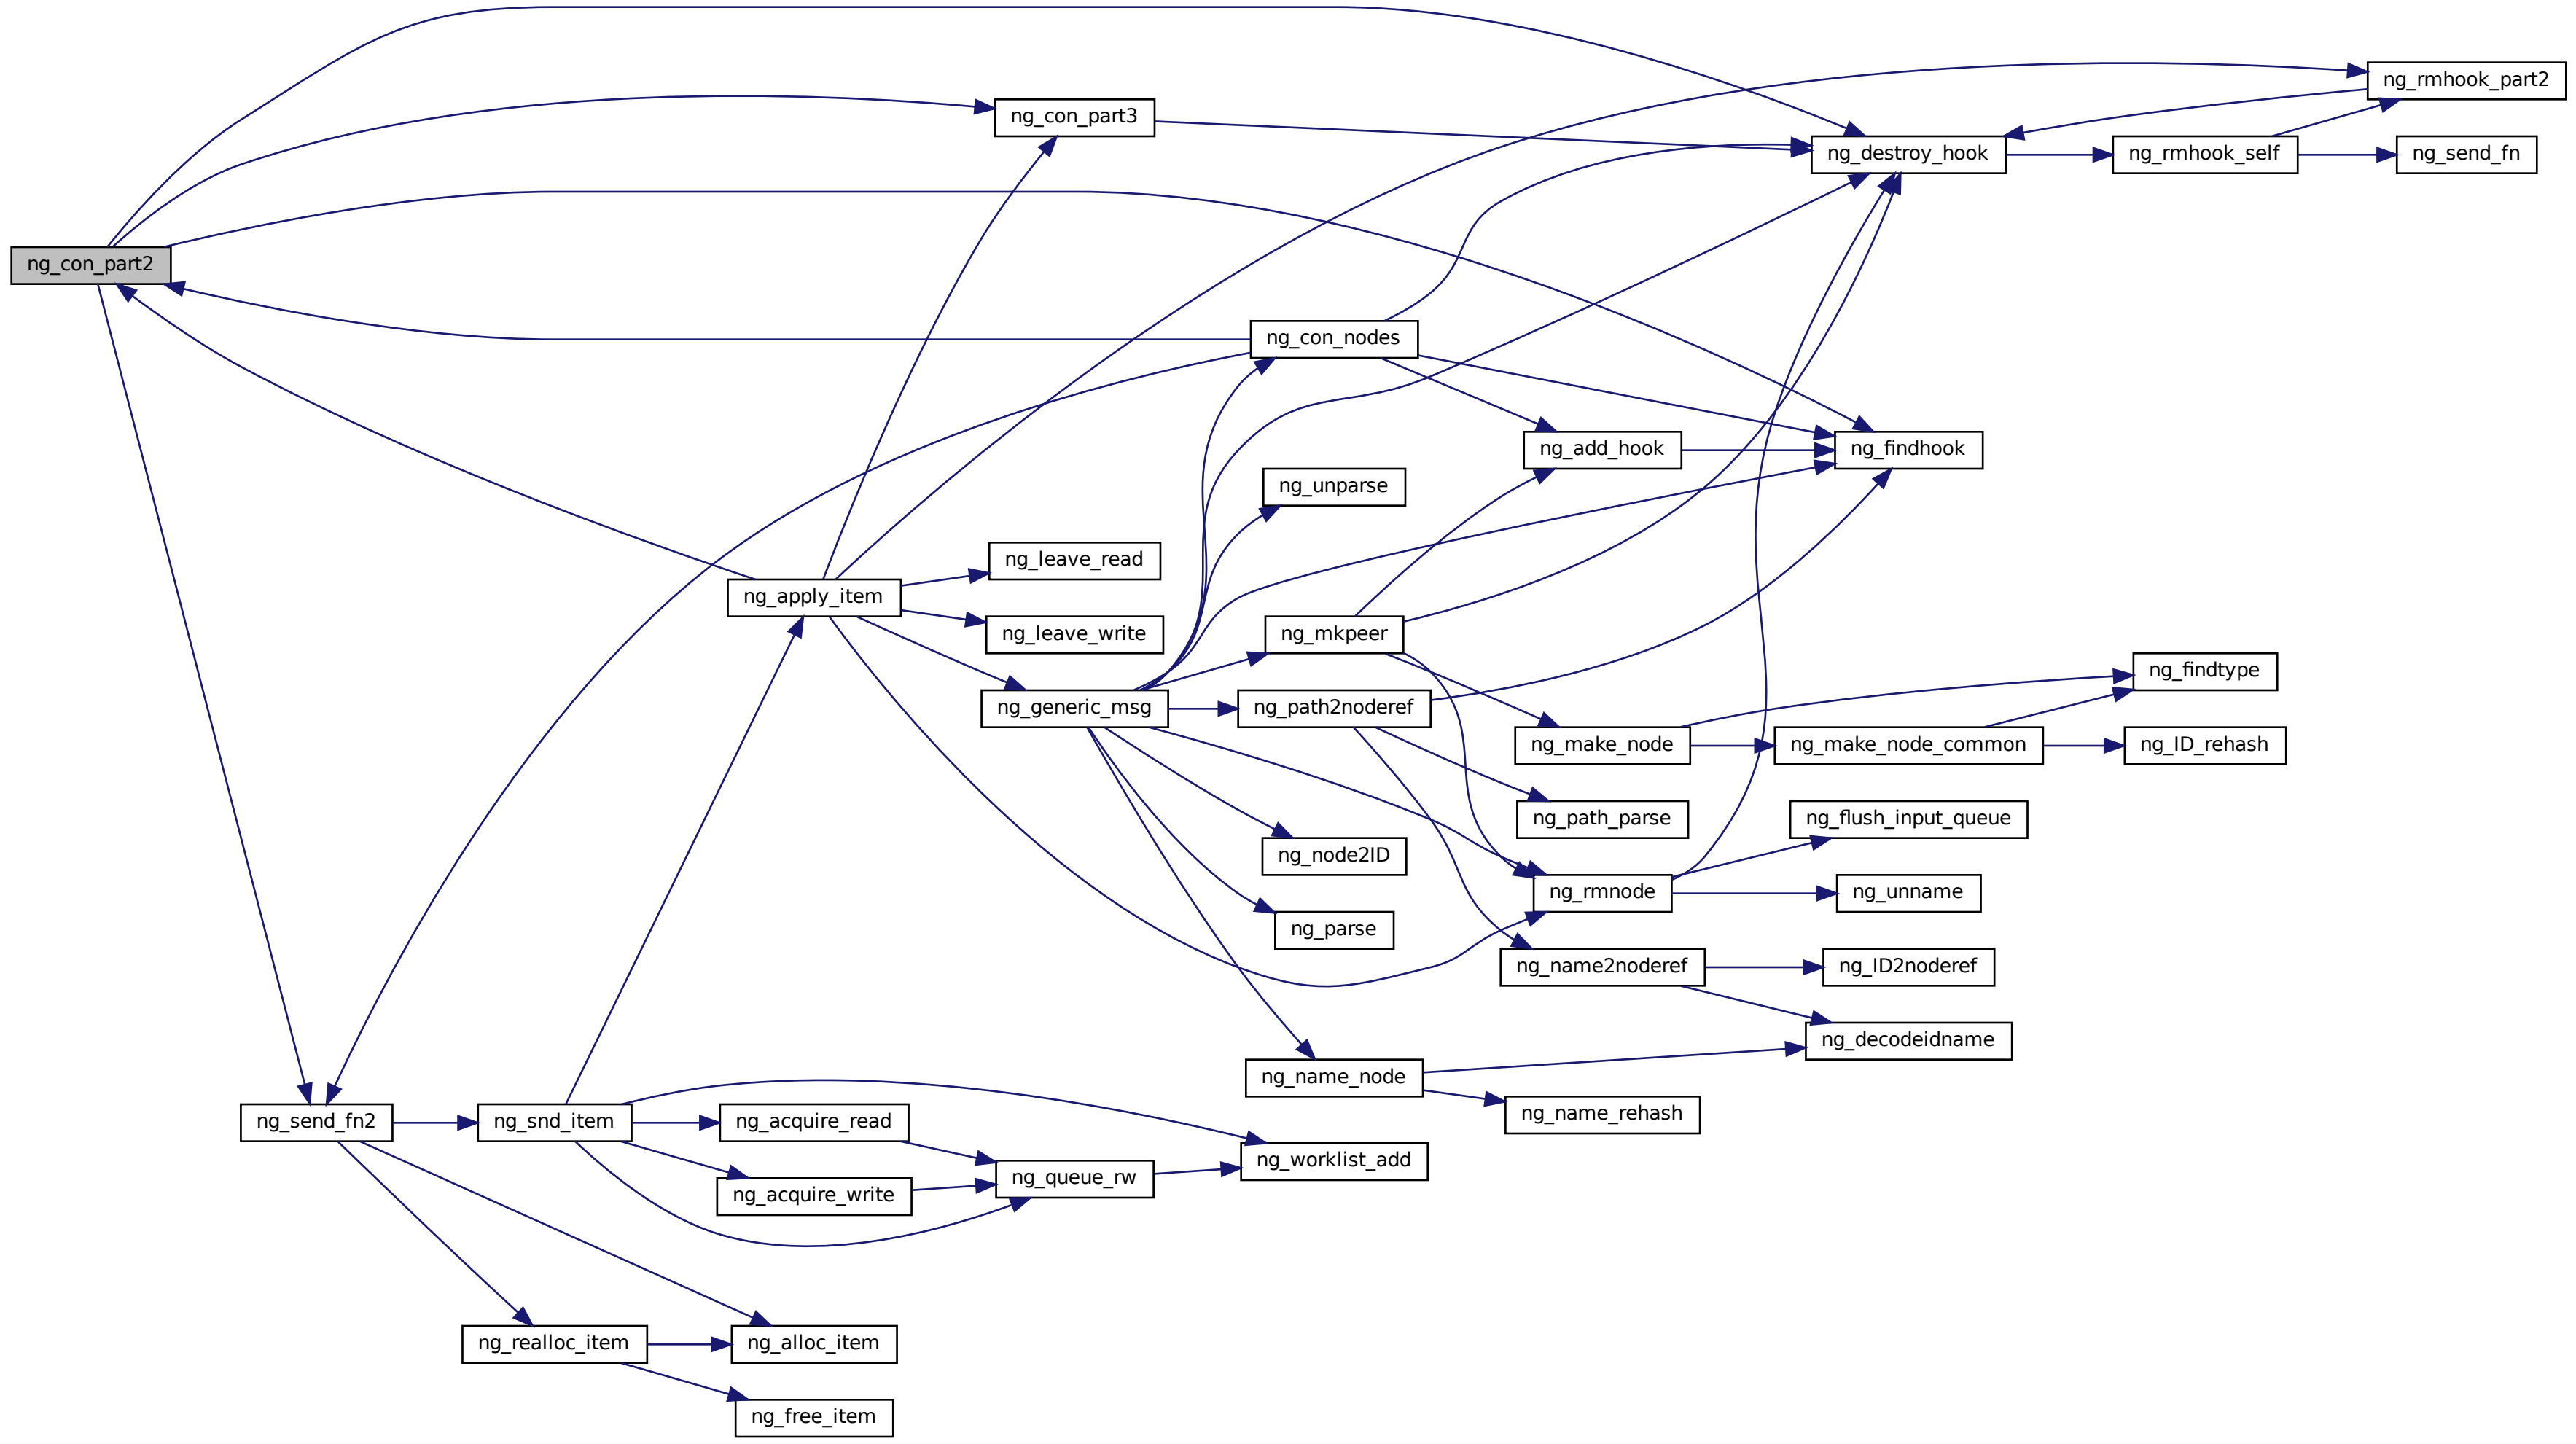 ng_rmhook_part2
ng_con_part3
ng_destroy_hook
ng_rmhook_self
ng_send_fn
ng_con_part2
ng_con_nodes
ng_add_hook
ng_findhook
ng_unparse
ng_leave_read
ng_apply_item
ng_leave_write
ng_mkpeer
ng_findtype
ng_generic_msg
ng_path2noderef
ng_make_node
ng_make_node_common
ng_ID_rehash
ng_path_parse
ng_flush_input_queue
ng_node2ID
ng_rmnode
ng_unname
ng_parse
ng_name2noderef
ng_ID2noderef
ng_decodeidname
ng_name_node
ng_name_rehash
ng_send_fn2
ng_snd_item
ng_acquire_read
ng_worklist_add
ng_queue_rw
ng_acquire_write
ng_realloc_item
ng_alloc_item
ng_free_item